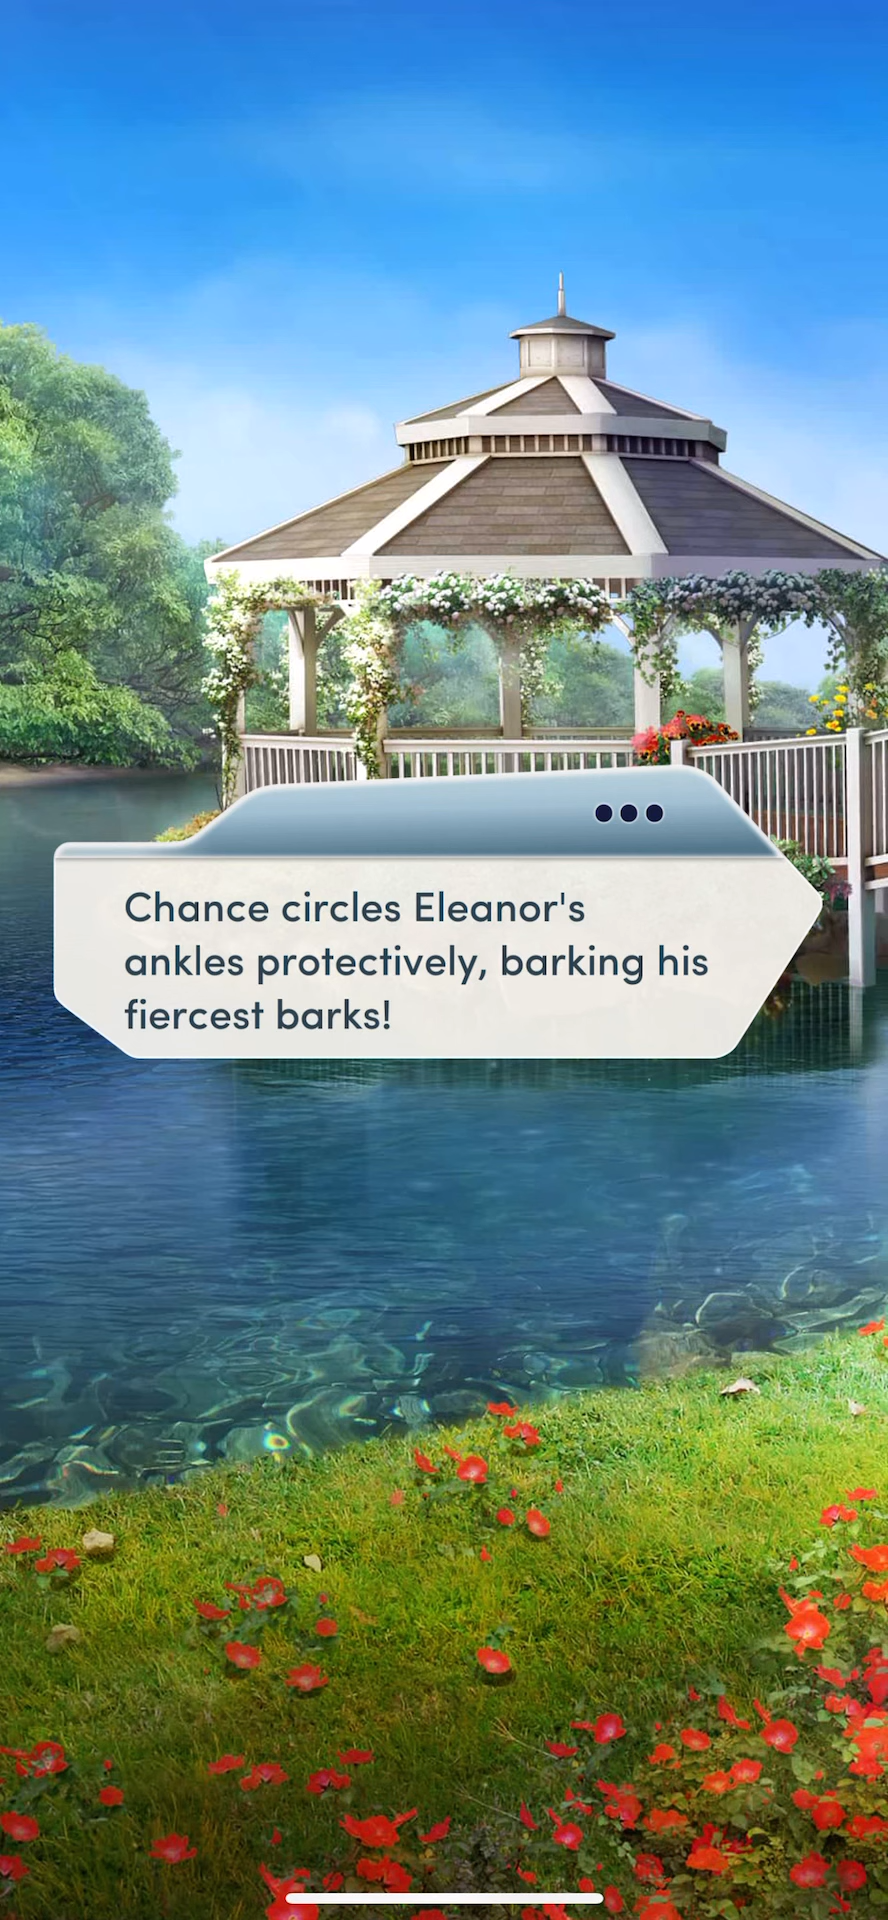 Chance circles Eleanor's
ankles protectively, barking his
fiercest barks!